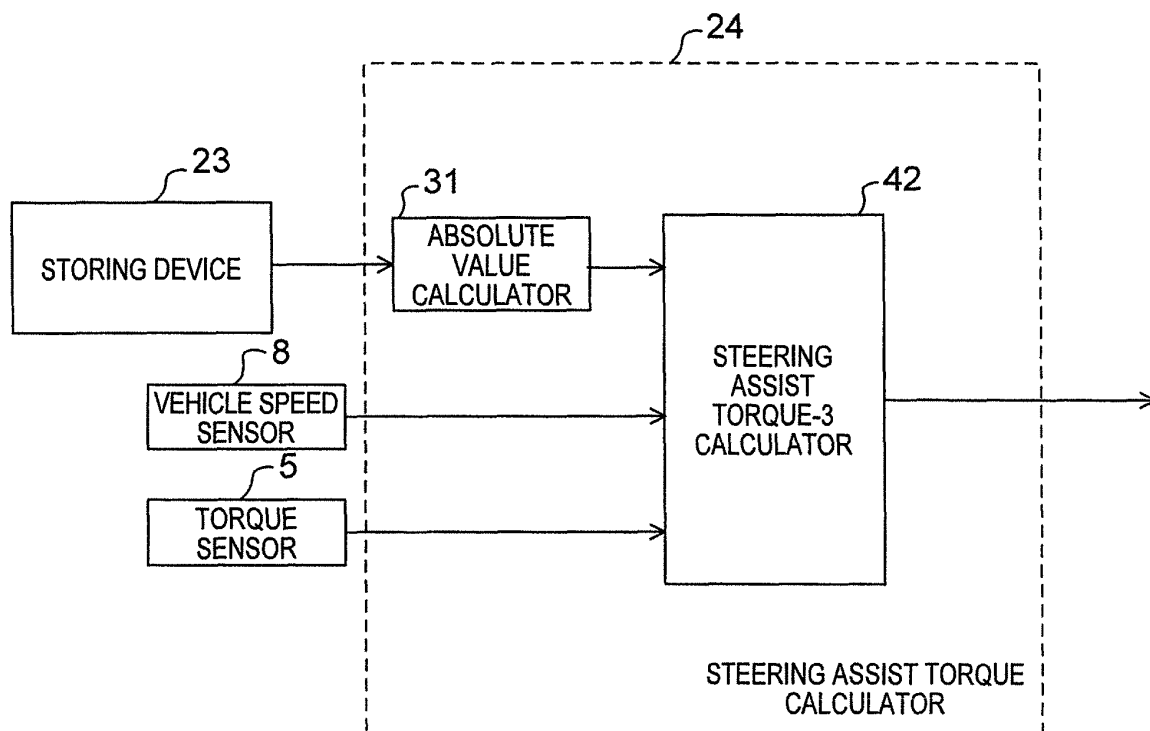 24
23
STORING DEVICE
31
ABSOLUTE
VALUE
CALCULATOR
42
STEERING
ASSIST
TORQUE-3
CALCULATOR
8
VEHICLE SPEED
SENSOR
5
TORQUE
SENSOR
STEERING ASSIST TORQUE
CALCULATOR